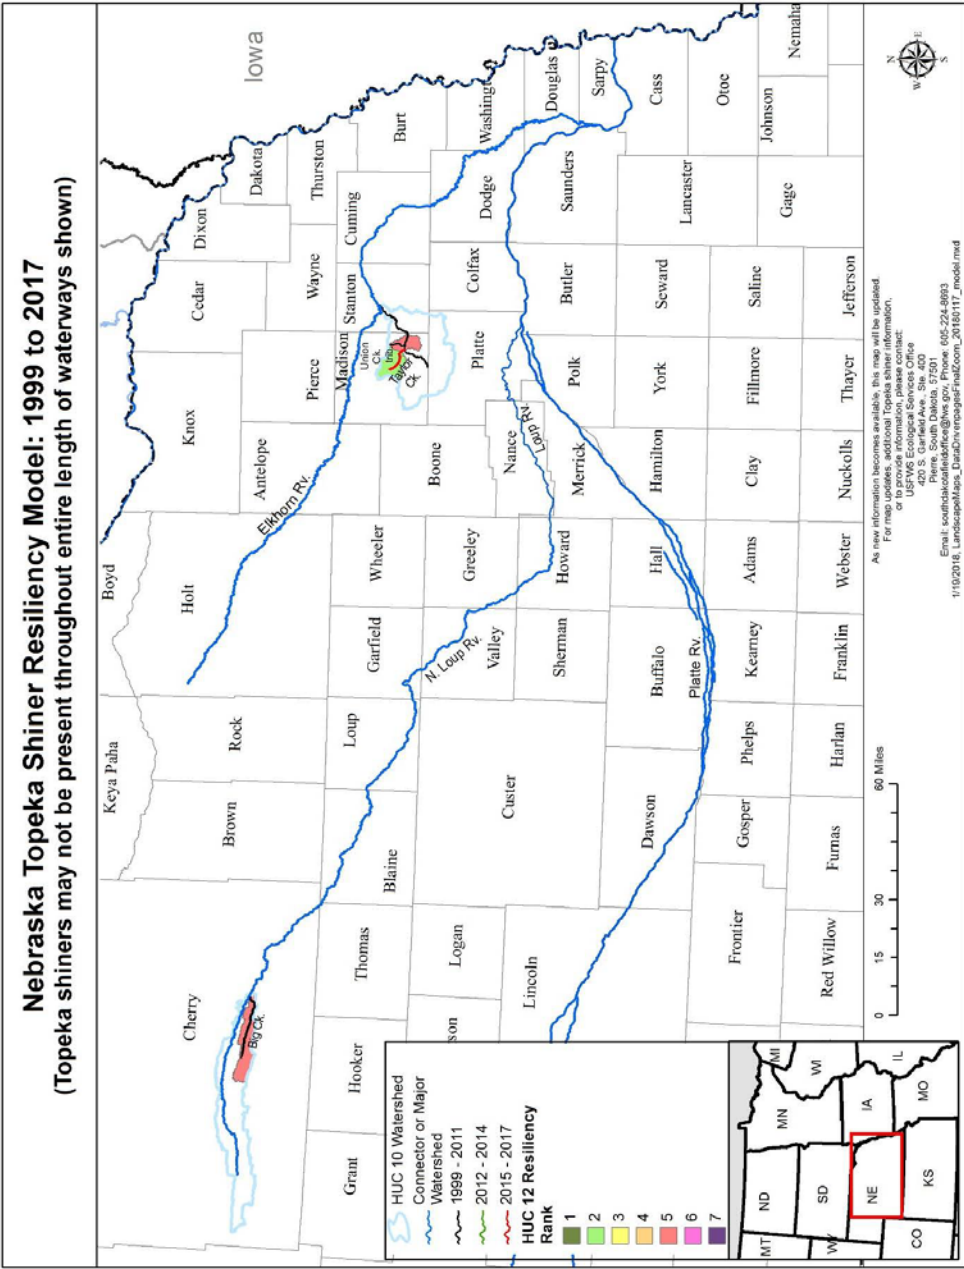 Nebraska Topeka Shiner Resiliency Model: 1999 to 2017
(Topeka shiners may not be present throughout entire length of waterways shown)
Iowa
Keya Paha
Boyd
Knox
Cedar
Dixon
Dakota
Cherry
Brown
Rock
Holt
Antelope
Pierce
Wayne
Thurston
Elkhorn Rv.
Big Ck.
Grant
Hooker
Thomas
Blaine
Loup
Garfield
Wheeler
Boone
Madison
Stanton
Cuming
Burt
Union
Ck.
trib
Taylor
Ck.
N. Loup Rv.
son
Logan
Custer
Valley
Greeley
Nance
Platte
Colfax
Dodge
Washing
Douglas
Loup Rv.
Lincoln
Sherman
Howard
Merrick
Polk
Butler
Saunders
Sarpy
Dawson
Buffalo
Hall
Hamilton
York
Seward
Lancaster
Cass
Platte Rv.
Frontier
Gosper
Phelps
Kearney
Adams
Clay
Fillmore
Saline
Gage
Otoe
Johnson
Nemaha
Red Willow
Furnas
Harlan
Franklin
Webster
Nuckolls
Thayer
Jefferson
HUC 10 Watershed
Connector or Major
Watershed
1999 - 2011
2012 - 2014
2015 - 2017
HUC 12 Resiliency
Rank
1
2
3
4
5
6
7
0 15 30 60 Miles
MT
ND
MN
WI
MI
SD
WY
NE
IA
IL
CO
KS
MO
As new information becomes available, this map will be updated.
For map updates, additional Topeka shiner information,
or to provide information, please contact:
USFWS Ecological Services Office
420 S. Garfield Ave., Ste. 400
Pierre, South Dakota, 57501
Email: southdakotafieldoffice@fws.gov, Phone: 605-224-8693
1/19/2018, LandscapeMaps_DataDrivenpagesFinalZoom_20180117_model.mxd
N
W
E
S